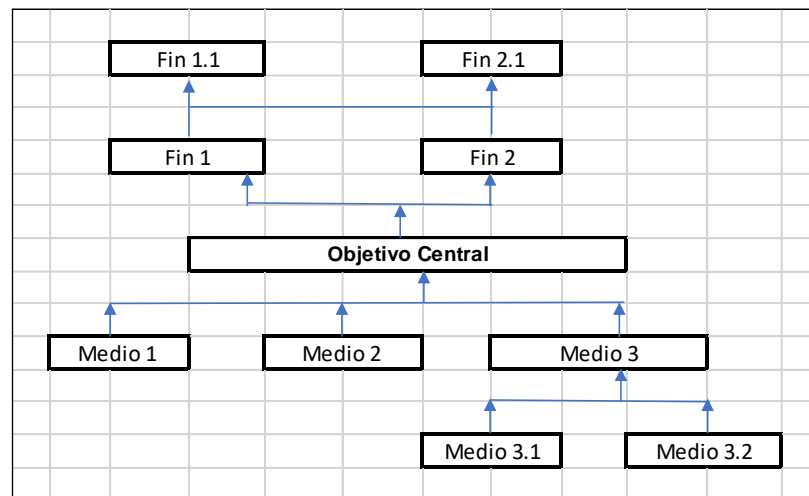 Fin 1.1
Fin 2.1
Fin 1
Fin 2
Objetivo Central
Medio 1
Medio 2
Medio 3
Medio 3.1
Medio 3.2